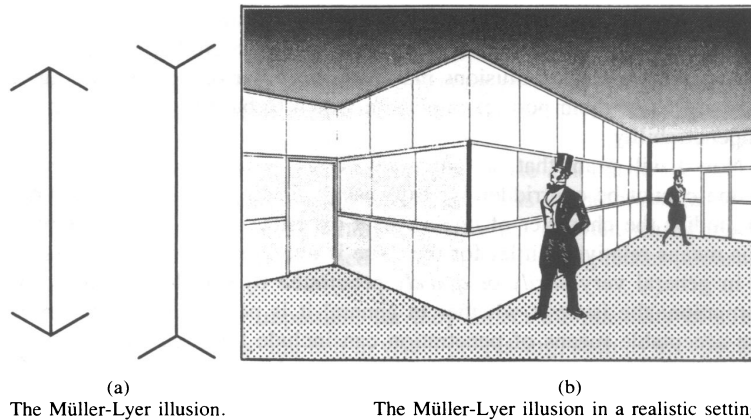 (a)
The Müller-Lyer illusion.
(b)
The Müller-Lyer illusion in a realistic settin